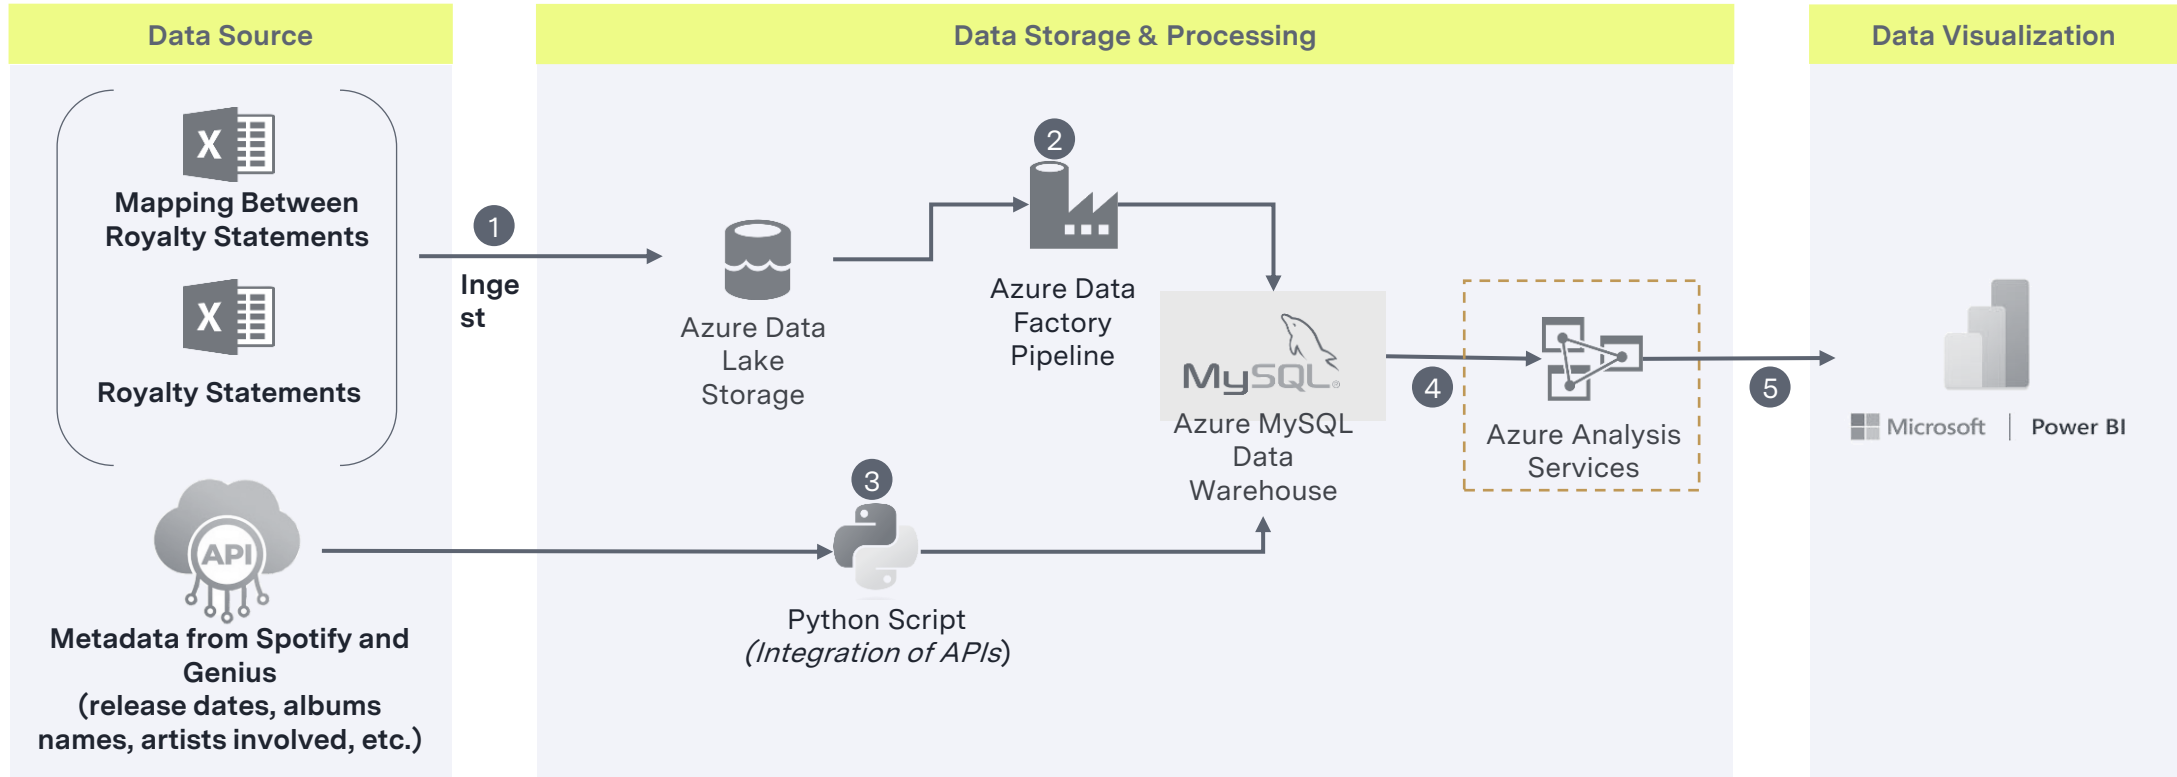 Data Source
Data Storage & Processing
Data Visualization
X
Mapping Between
Royalty Statements
X
Royalty Statements
API
Metadata from Spotify and
Genius
(release dates, albums
names, artists involved, etc.)
1
Inge
st
Azure Data
Lake
Storage
2
Azure Data
Factory
Pipeline
3
Python Script
(Integration of APIs)
MySQL®
Azure MySQL
Data
Warehouse
4
Azure Analysis
Services
5
Microsoft | Power BI